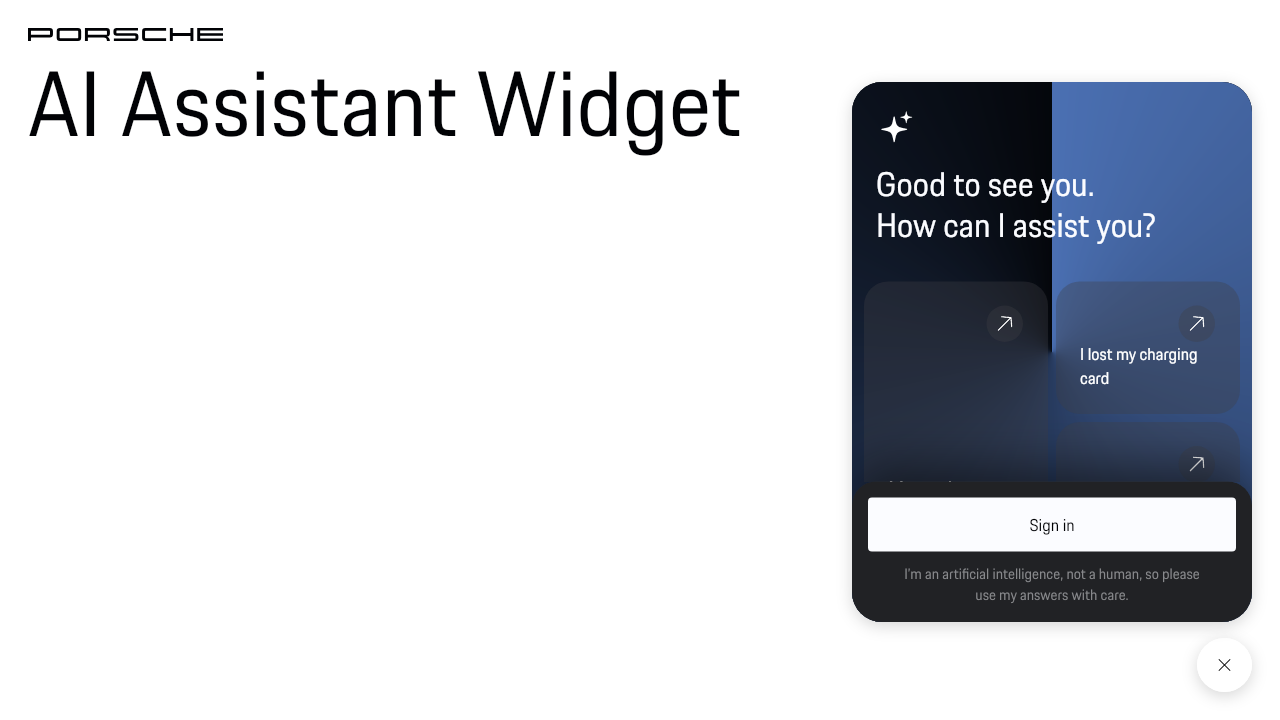 PORSCHE
AI Assistant Widget
Good to see you.
How can I assist you?
I lost my charging
card
Sign in
I'm an artificial intelligence, not a human, so please
use my answers with care.